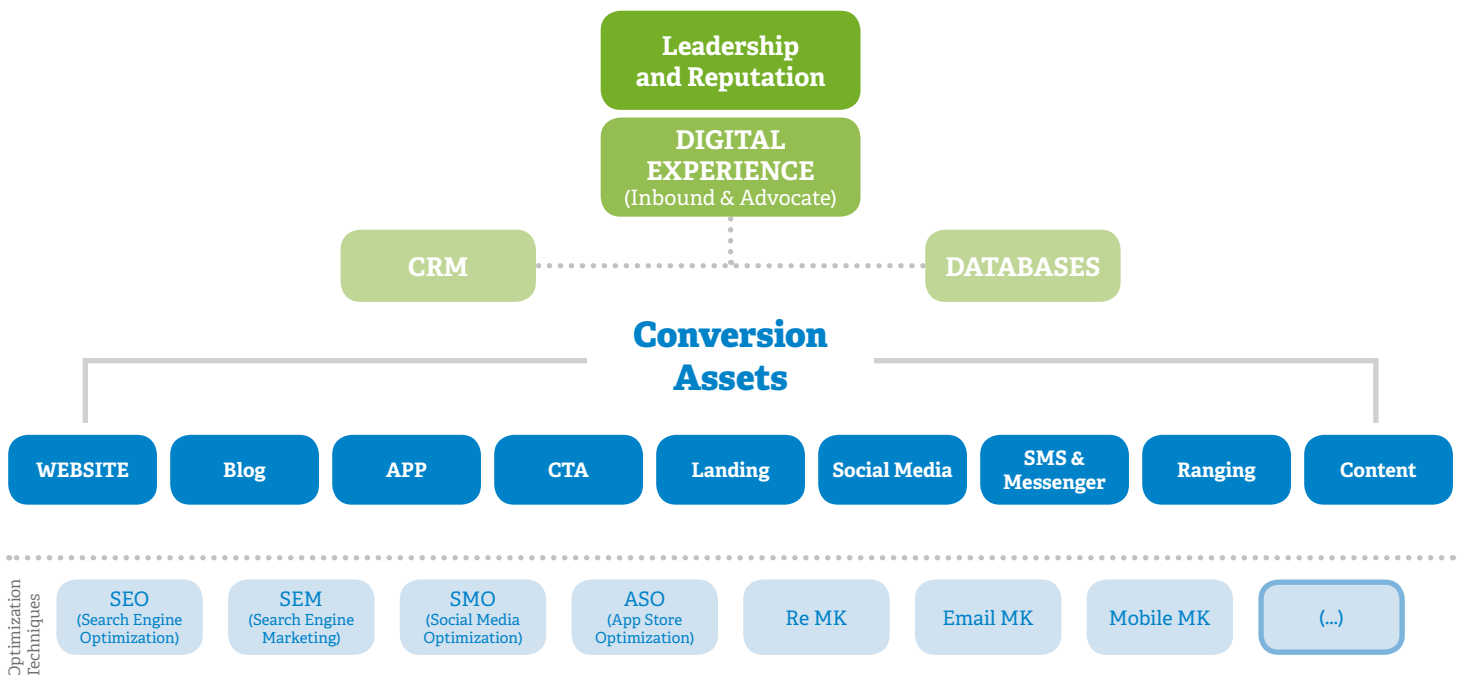 Leadership
and Reputation
DIGITAL
EXPERIENCE
(Inbound & Advocate)
CRM
DATABASES
Conversion
Assets
WEBSITE
Blog
APP
CTA
Landing
Social Media
SMS &
Messenger
Ranging
Content
Optimization
Techniques
SEO
(Search Engine
Optimization)
SEM
(Search Engine
Marketing)
SMO
(Social Media
Optimization)
ASO
(App Store
Optimization)
Re MK
Email MK
Mobile MK
(...)